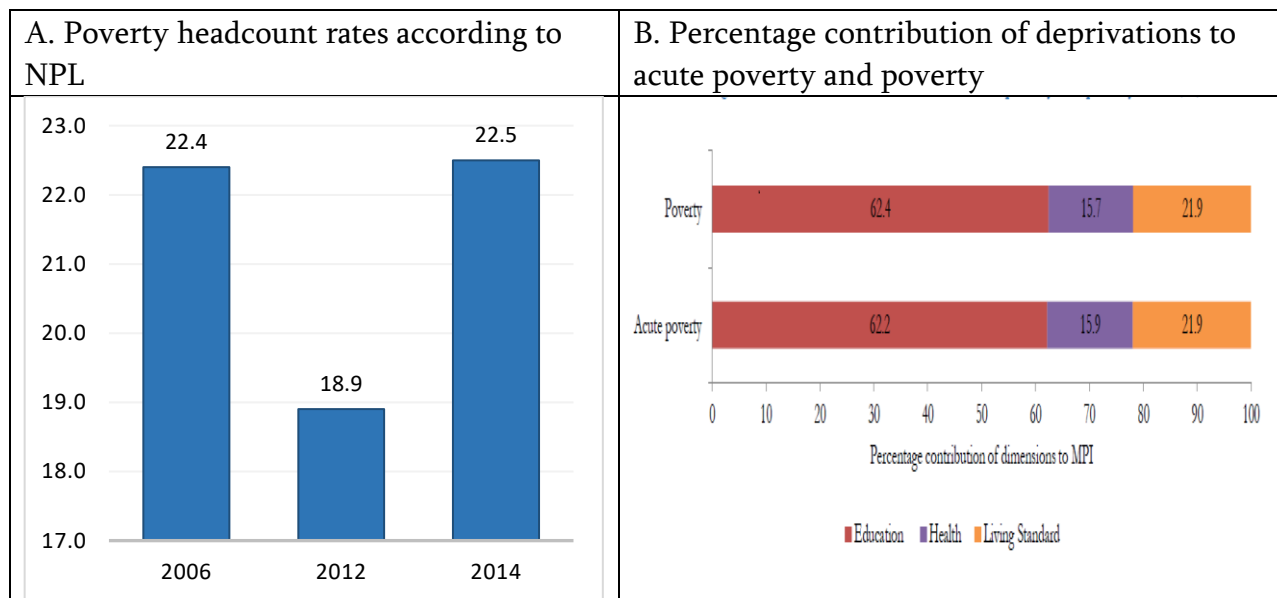 A. Poverty headcount rates according to
NPL
B. Percentage contribution of deprivations to
acute poverty and poverty
23.0
22.0
21.0
20.0
19.0
18.0
17.0
22.4
18.9
22.5
2006 2012 2014
Poverty
62.4 15.7 21.9
Acute poverty
62.2 15.9 21.9
0 10 20 30 40 50 60 70 80 90 100
Percentage contribution of dimensions to MPI
Education Health Living Standard